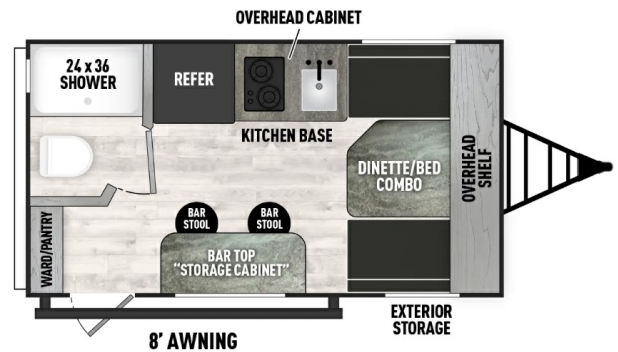 OVERHEAD CABINET
24 x 36
SHOWER
REFER
KITCHEN BASE
DINETTE/BED
COMBO
OVERHEAD
SHELF
WARD/PANTRY
BAR
STOOL
BAR
STOOL
BAR TOP
“STORAGE CABINET”
EXTERIOR
STORAGE
8’ AWNING